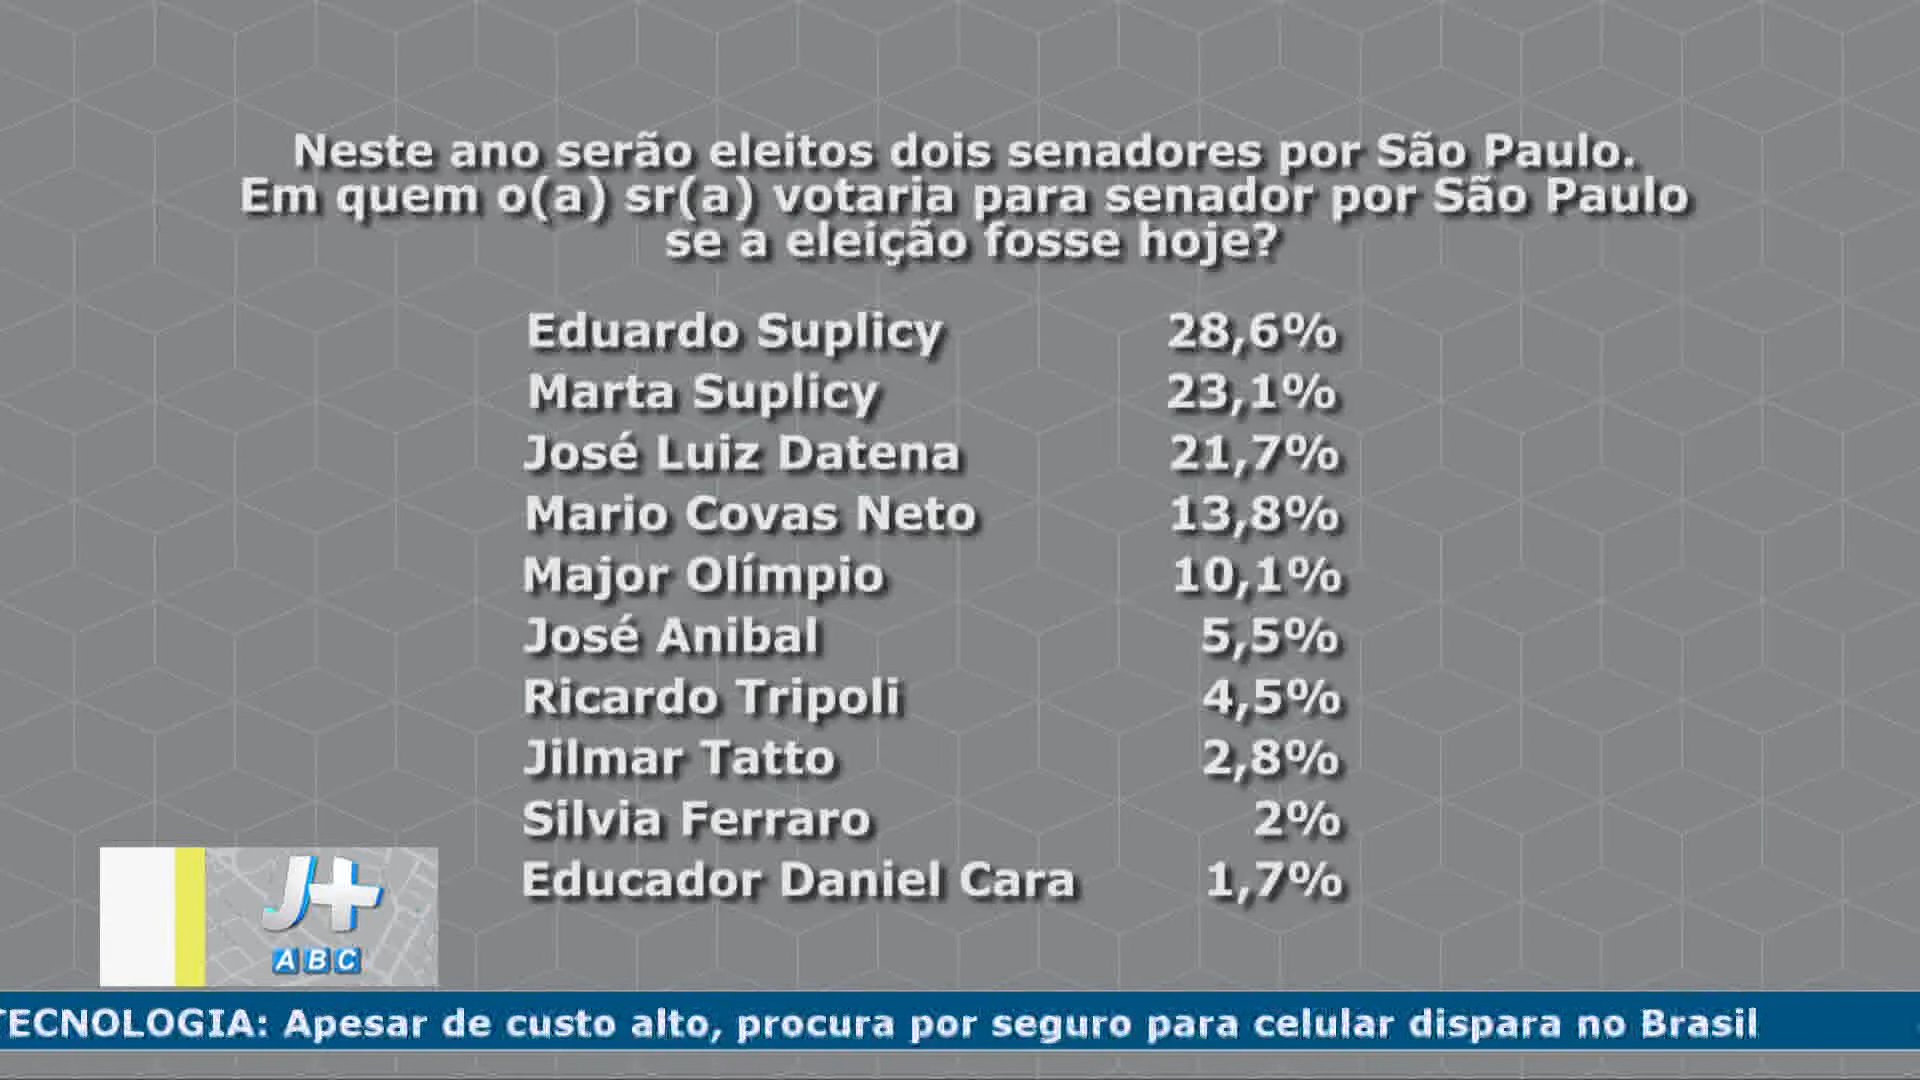 Neste ano serão eleitos dois senadores por São Paulo.
Em quem o(a) sr(a) votaria para senador por São Paulo
se a eleição fosse hoje?
Eduardo Suplicy 28,6%
Marta Suplicy 23,1%
José Luiz Datena 21,7%
Mario Covas Neto 13,8%
Major Olímpio 10,1%
José Anibal 5,5%
Ricardo Tripoli 4,5%
Jilmar Tatto 2,8%
Silvia Ferraro 2%
Educador Daniel Cara 1,7%
J+
ABC
TECNOLOGIA: Apesar de custo alto, procura por seguro para celular dispara no Brasil